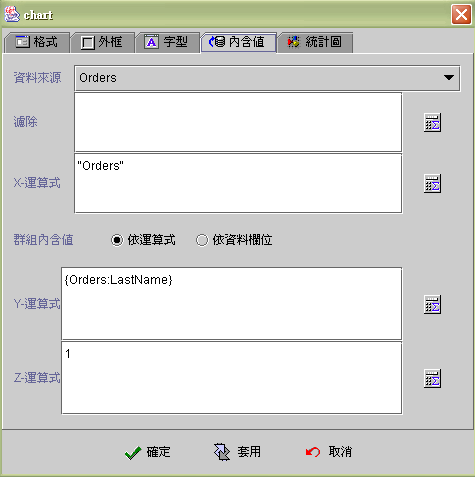 chart
格式 外框 字型 內含值 統計圖
資料來源 Orders
濾除
X-運算式 "Orders"
群組內含值 依運算式 依資料欄位
Y-運算式 {Orders:LastName}
Z-運算式 1
確定 套用 取消